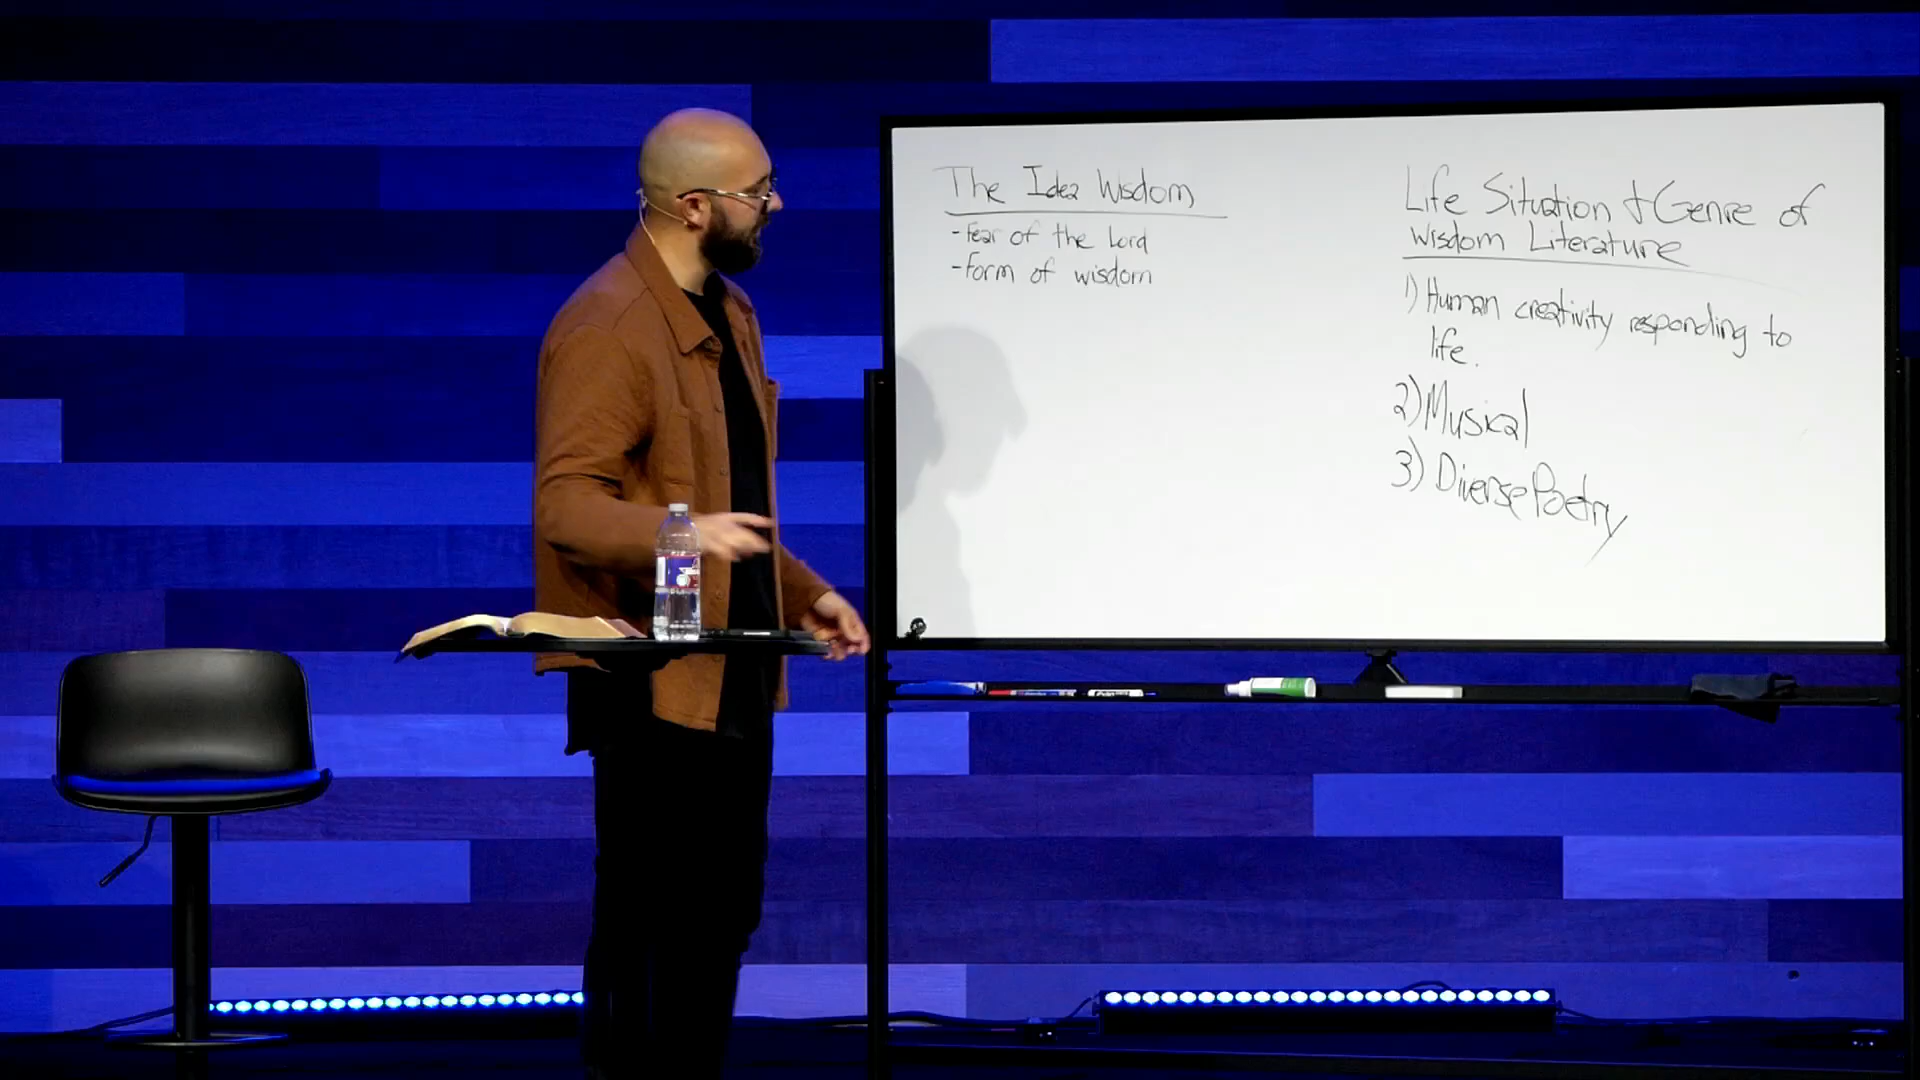 The Idea Wisdom
-fear of the Lord
-form of wisdom
Life Situation & Genre of
Wisdom Literature
1) Human creativity responding to
life.
2) Musical
3) Diverse Poetry